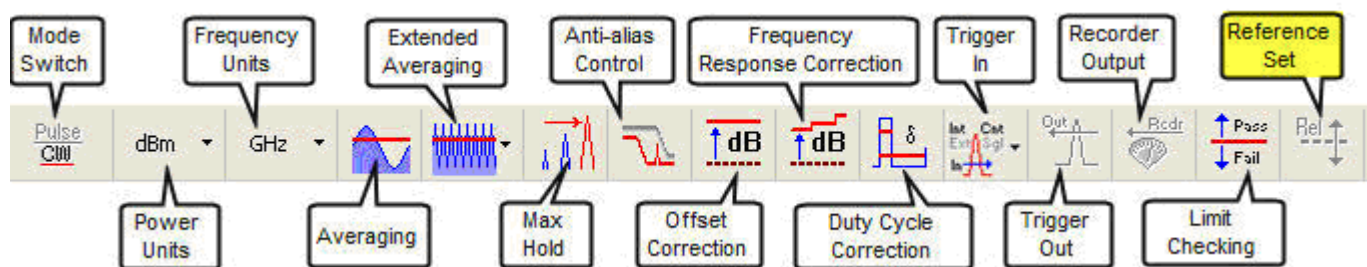 Mode
Switch
Frequency
Units
Extended
Averaging
Anti-alias
Control
Frequency
Response Correction
Trigger
In
Recorder
Output
Reference
Set
Pulse
CW
dBm
GHz
dB
dB
δ
Int Cnt
Ext Sgl
In
Out
Rcdr
Pass
Fail
Rel
Power
Units
Averaging
Max
Hold
Offset
Correction
Duty Cycle
Correction
Trigger
Out
Limit
Checking